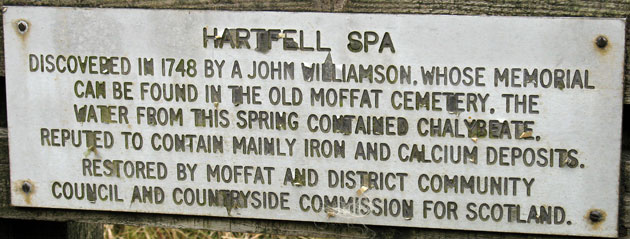 HARTFELL SPA
DISCOVERED IN 1748 BY A JOHN WILLIAMSON. WHOSE MEMORIAL
CAN BE FOUND IN THE OLD MOFFAT CEMETERY. THE
WATER FROM THIS SPRING CONTAINED CHALYBEATE.
REPUTED TO CONTAIN MAINLY IRON AND CALCIUM DEPOSITS.
RESTORED BY MOFFAT AND DISTRICT COMMUNITY
COUNCIL AND COUNTRYSIDE COMMISSION FOR SCOTLAND.